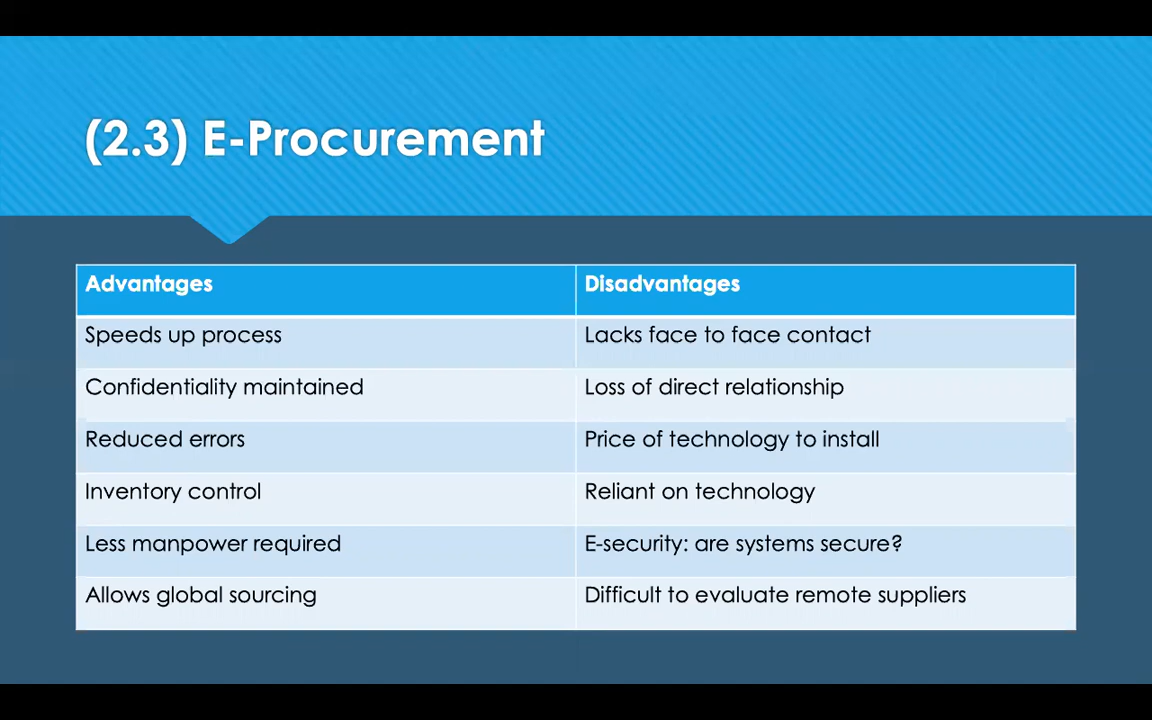 (2.3) E-Procurement
Advantages
Disadvantages
Speeds up process
Lacks face to face contact
Confidentiality maintained
Loss of direct relationship
Reduced errors
Price of technology to install
Inventory control
Reliant on technology
Less manpower required
E-security: are systems secure?
Allows global sourcing
Difficult to evaluate remote suppliers